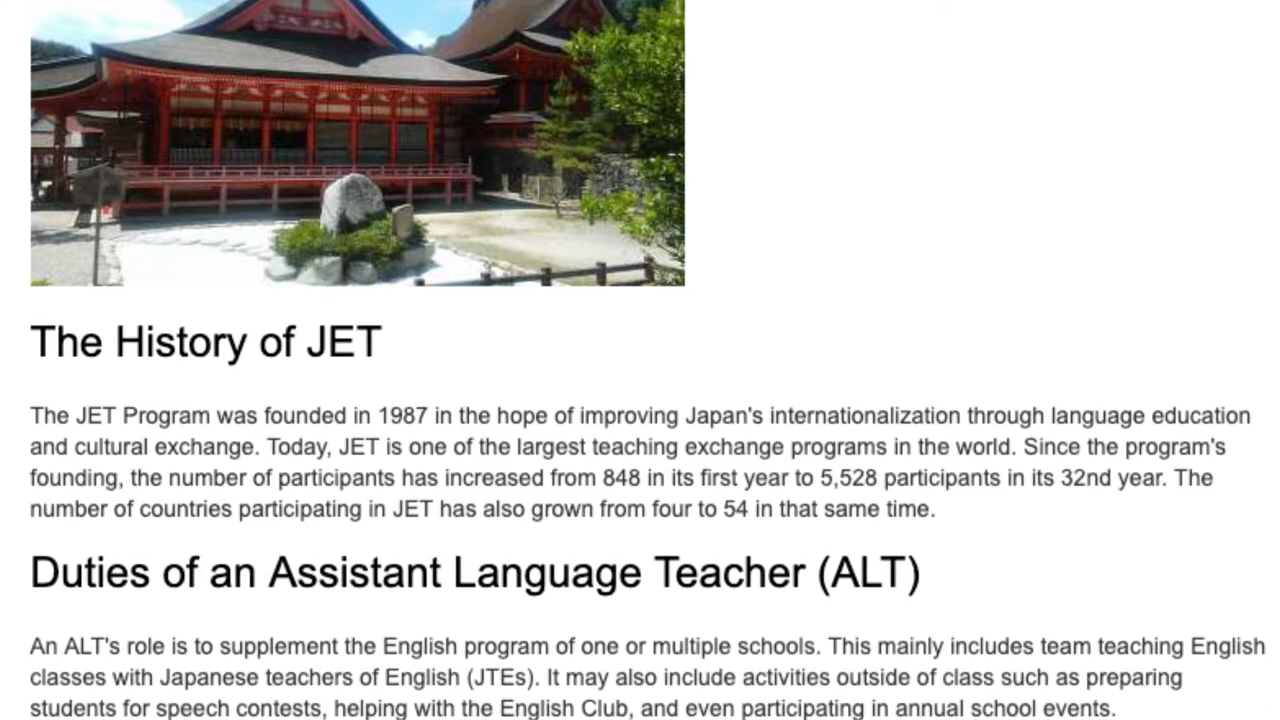 The History of JET
The JET Program was founded in 1987 in the hope of improving Japan's internationalization through language education
and cultural exchange. Today, JET is one of the largest teaching exchange programs in the world. Since the program's
founding, the number of participants has increased from 848 in its first year to 5,528 participants in its 32nd year. The
number of countries participating in JET has also grown from four to 54 in that same time.
Duties of an Assistant Language Teacher (ALT)
An ALT's role is to supplement the English program of one or multiple schools. This mainly includes team teaching English
classes with Japanese teachers of English (JTEs). It may also include activities outside of class such as preparing
students for speech contests, helping with the English Club, and even participating in annual school events.